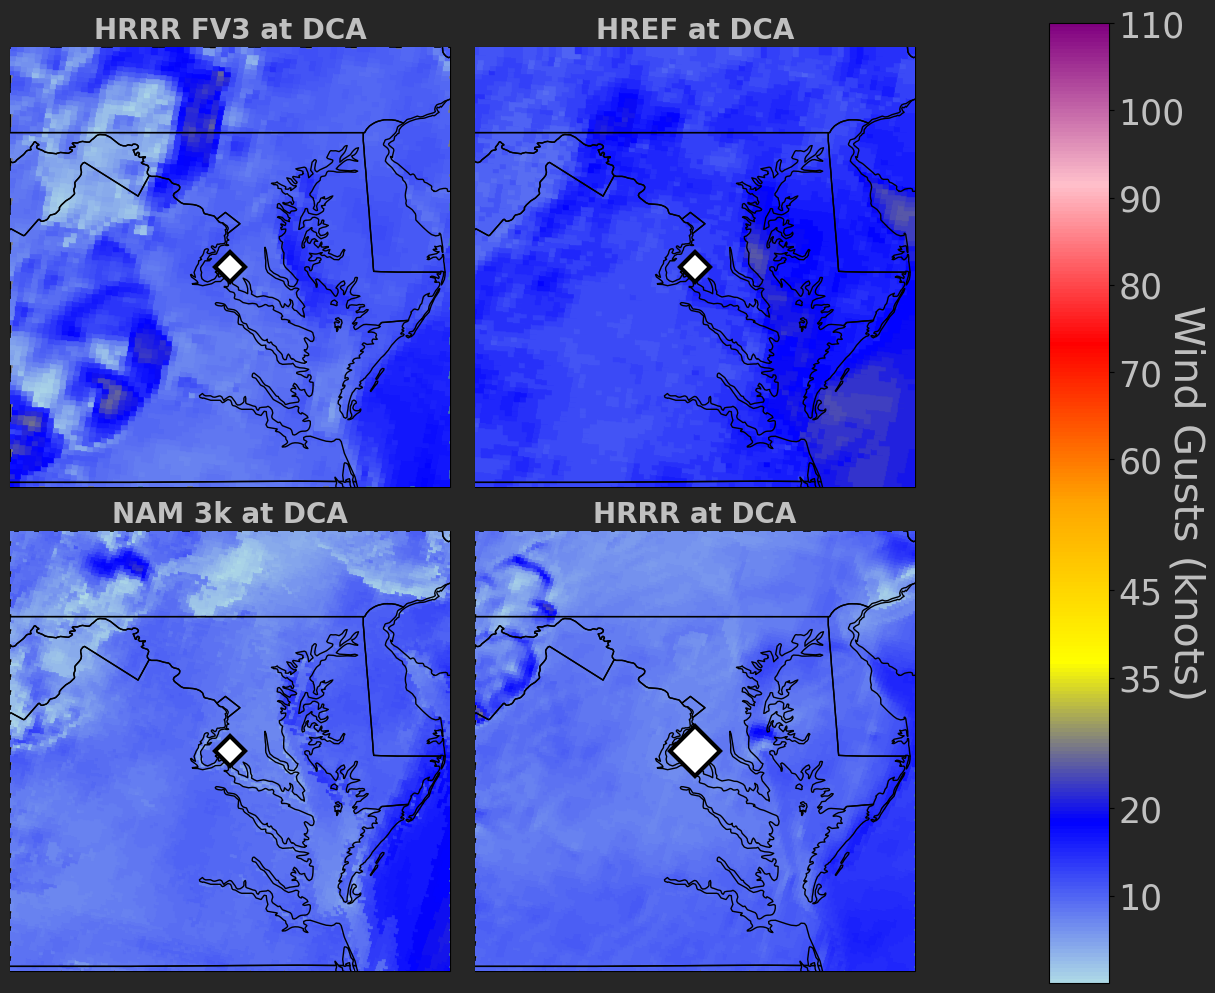 HRRR FV3 at DCA
HREF at DCA
NAM 3k at DCA
HRRR at DCA
110
100
90
80
70
60
45
35
20
10
Wind Gusts (knots)